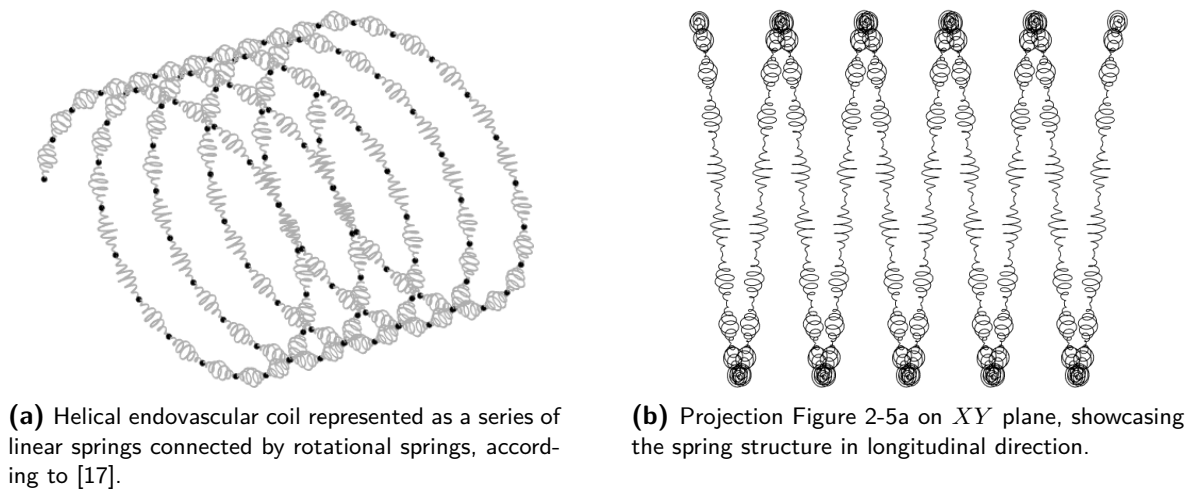 (a) Helical endovascular coil represented as a series of
linear springs connected by rotational springs, accord-
ing to [17].
(b) Projection Figure 2-5a on XY plane, showcasing
the spring structure in longitudinal direction.